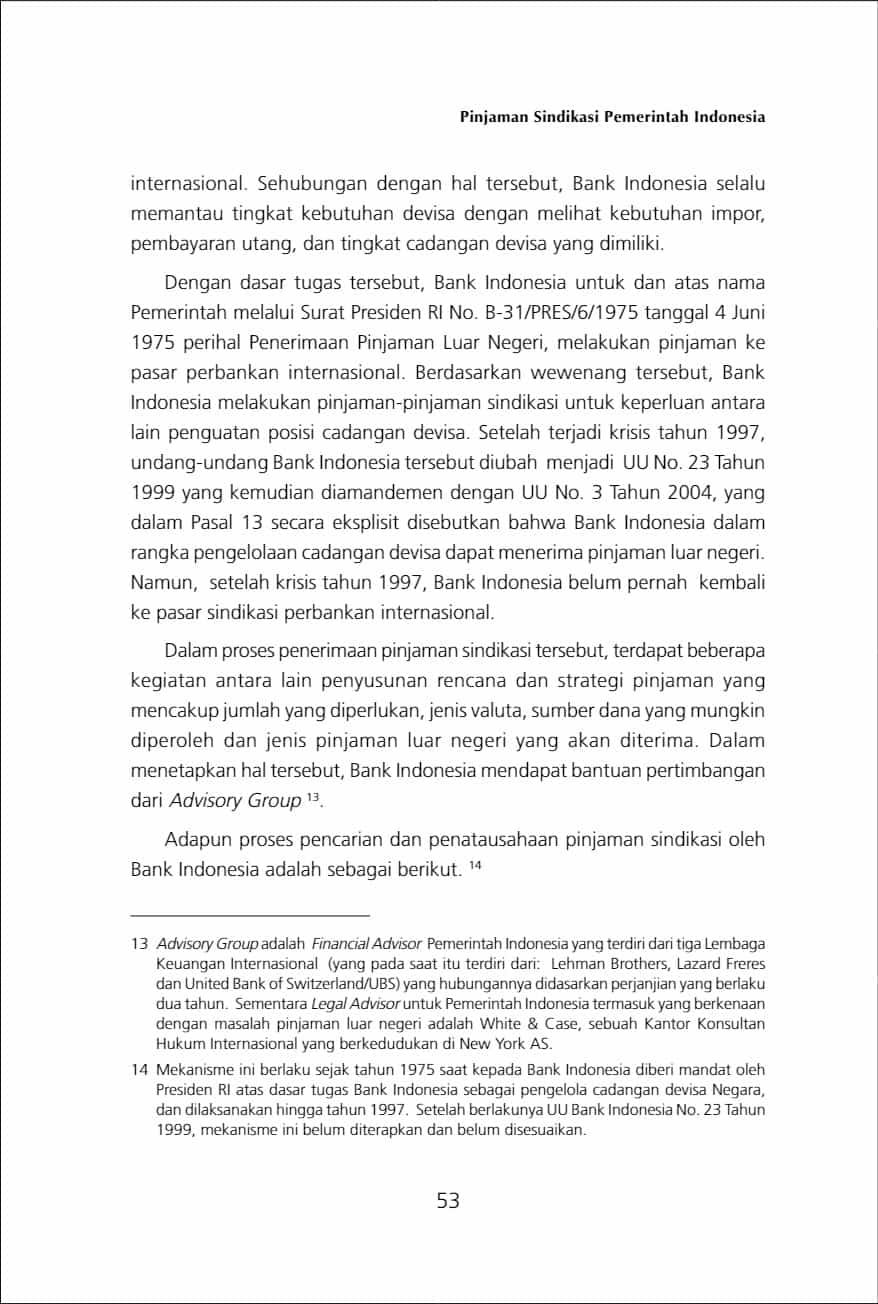 Pinjaman Sindikasi Pemerintah Indonesia
internasional. Sehubungan dengan hal tersebut, Bank Indonesia selalu
memantau tingkat kebutuhan devisa dengan melihat kebutuhan impor,
pembayaran utang, dan tingkat cadangan devisa yang dimiliki.
Dengan dasar tugas tersebut, Bank Indonesia untuk dan atas nama
Pemerintah melalui Surat Presiden RI No. B-31/PRES/6/1975 tanggal 4 Juni
1975 perihal Penerimaan Pinjaman Luar Negeri, melakukan pinjaman ke
pasar perbankan internasional. Berdasarkan wewenang tersebut, Bank
Indonesia melakukan pinjaman-pinjaman sindikasi untuk keperluan antara
lain penguatan posisi cadangan devisa. Setelah terjadi krisis tahun 1997,
undang-undang Bank Indonesia tersebut diubah menjadi UU No. 23 Tahun
1999 yang kemudian diamandemen dengan UU No. 3 Tahun 2004, yang
dalam Pasal 13 secara eksplisit disebutkan bahwa Bank Indonesia dalam
rangka pengelolaan cadangan devisa dapat menerima pinjaman luar negeri.
Namun, setelah krisis tahun 1997, Bank Indonesia belum pernah kembali
ke pasar sindikasi perbankan internasional.
Dalam proses penerimaan pinjaman sindikasi tersebut, terdapat beberapa
kegiatan antara lain penyusunan rencana dan strategi pinjaman yang
mencakup jumlah yang diperlukan, jenis valuta, sumber dana yang mungkin
diperoleh dan jenis pinjaman luar negeri yang akan diterima. Dalam
menetapkan hal tersebut, Bank Indonesia mendapat bantuan pertimbangan
dari Advisory Group 13.
Adapun proses pencarian dan penatausahaan pinjaman sindikasi oleh
Bank Indonesia adalah sebagai berikut. 14
13 Advisory Group adalah Financial Advisor Pemerintah Indonesia yang terdiri dari tiga Lembaga
Keuangan Internasional (yang pada saat itu terdiri dari: Lehman Brothers, Lazard Freres
dan United Bank of Switzerland/UBS) yang hubungannya didasarkan perjanjian yang berlaku
dua tahun. Sementara Legal Advisor untuk Pemerintah Indonesia termasuk yang berkenaan
dengan masalah pinjaman luar negeri adalah White & Case, sebuah Kantor Konsultan
Hukum Internasional yang berkedudukan di New York AS.
14 Mekanisme ini berlaku sejak tahun 1975 saat kepada Bank Indonesia diberi mandat oleh
Presiden RI atas dasar tugas Bank Indonesia sebagai pengelola cadangan devisa Negara,
dan dilaksanakan hingga tahun 1997. Setelah berlakunya UU Bank Indonesia No. 23 Tahun
1999, mekanisme ini belum diterapkan dan belum disesuaikan.
53